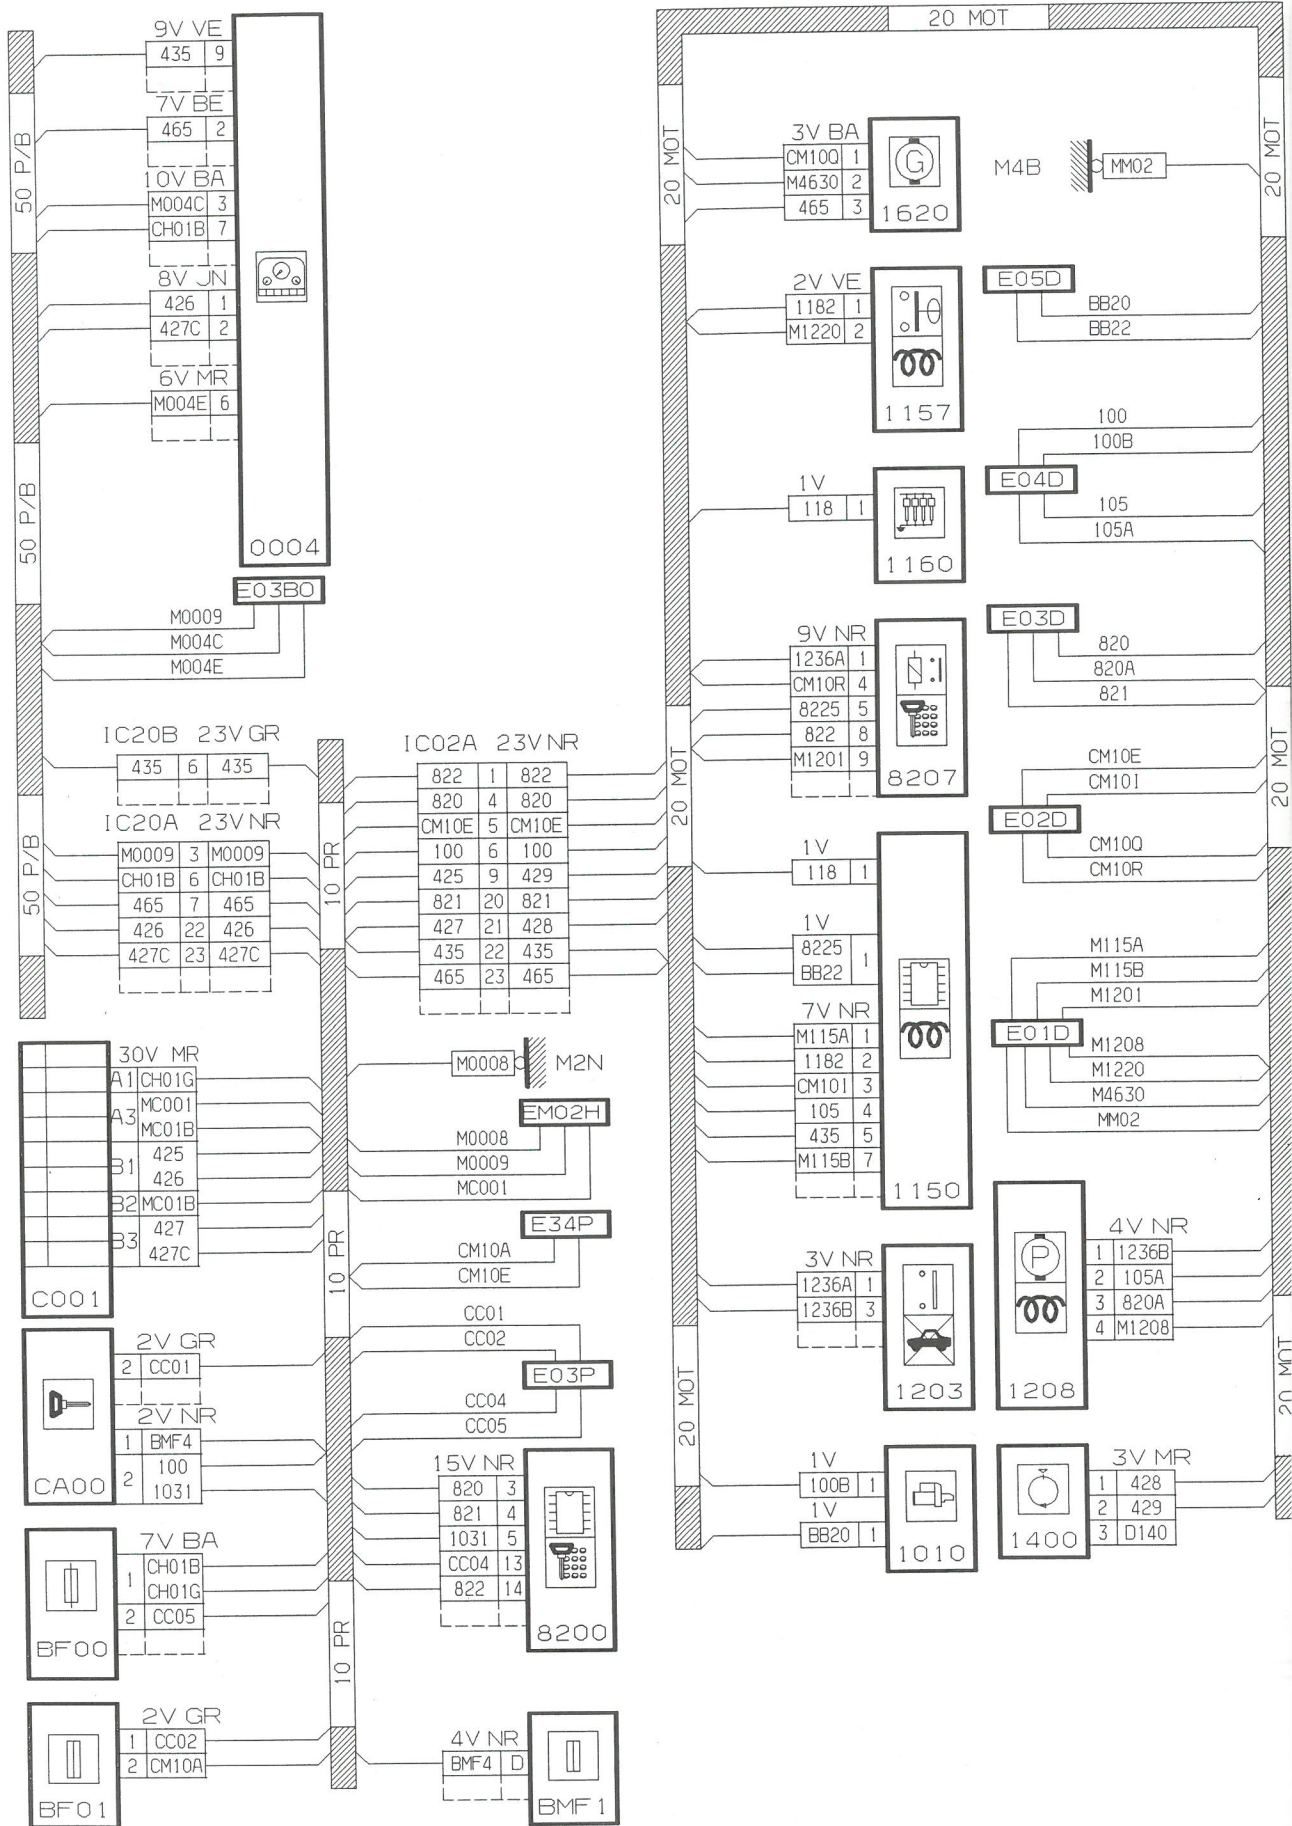 20 MOT
50 P/B
9V VE
435 9
7V BE
465 2
10V BA
M004C 3
CH01B 7
8V JN
426 1
427C 2
6V MR
M004E 6
50 P/B
0004
E03B0
M0009
M004C
M004E
IC20B 23V GR
435 6 435
IC20A 23V NR
M0009 3 M0009
CH01B 6 CH01B
465 7 465
426 22 426
427C 23 427C
50 P/B
10 PR
IC02A 23V NR
822 1 822
820 4 820
CM10E 5 CM10E
100 6 100
425 9 429
821 20 821
427 21 428
435 22 435
465 23 465
30V MR
A1 CH01G
A3 MC001
MC01B
B1 425
426
B2 MC01B
B3 427
427C
C001
M0008 M2N
EM02H
M0008
M0009
MC001
10 PR
E34P
CM10A
CM10E
CC01
CC02
E03P
CC04
CC05
2V GR
2 CC01
2V NR
1 BMF4
2 100
1031
CA00
15V NR
820 3
821 4
1031 5
CC04 13
822 14
8200
7V BA
1 CH01B
CH01G
2 CC05
BF00
10 PR
2V GR
1 CC02
2 CM10A
BF01
4V NR
BMF4 D
BMF1
20 MOT
3V BA
CM10Q 1
M4630 2
465 3
G
1620
M4B MM02
20 MOT
2V VE
1182 1
M1220 2
1157
E05D
BB20
BB22
1V
118 1
1160
100
100B
E04D
105
105A
9V NR
1236A 1
CM10R 4
8225 5
822 8
M1201 9
8207
E03D
820
820A
821
20 MOT
20 MOT
CM10E
CM10I
E02D
CM10Q
CM10R
1V
118 1
1V
8225
BB22 1
7V NR
M115A 1
1182 2
CM10I 3
105 4
435 5
M115B 7
1150
M115A
M115B
M1201
E01D
M1208
M1220
M4630
MM02
3V NR
1236A 1
1236B 3
1203
P
1208
4V NR
1 1236B
2 105A
3 820A
4 M1208
20 MOT
20 MOT
1V
100B 1
1V
BB20 1
1010
1400
3V MR
1 428
2 429
3 D140